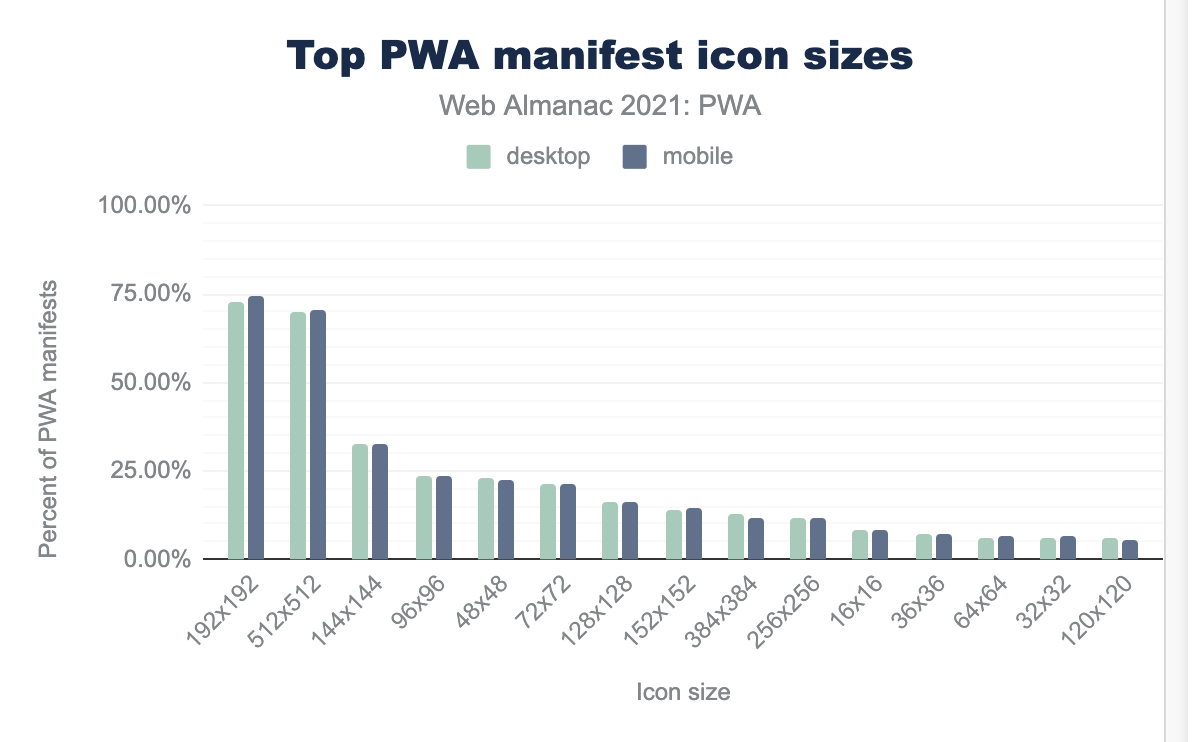 Top PWA manifest icon sizes
Web Almanac 2021: PWA
desktop mobile
100.00%
75.00%
50.00%
25.00%
0.00%
Percent of PWA manifests
192x192 512x512 144x144 96x96 48x48 72x72 128x128 152x152 384x384 256x256 16x16 36x36 64x64 32x32 120x120
Icon size